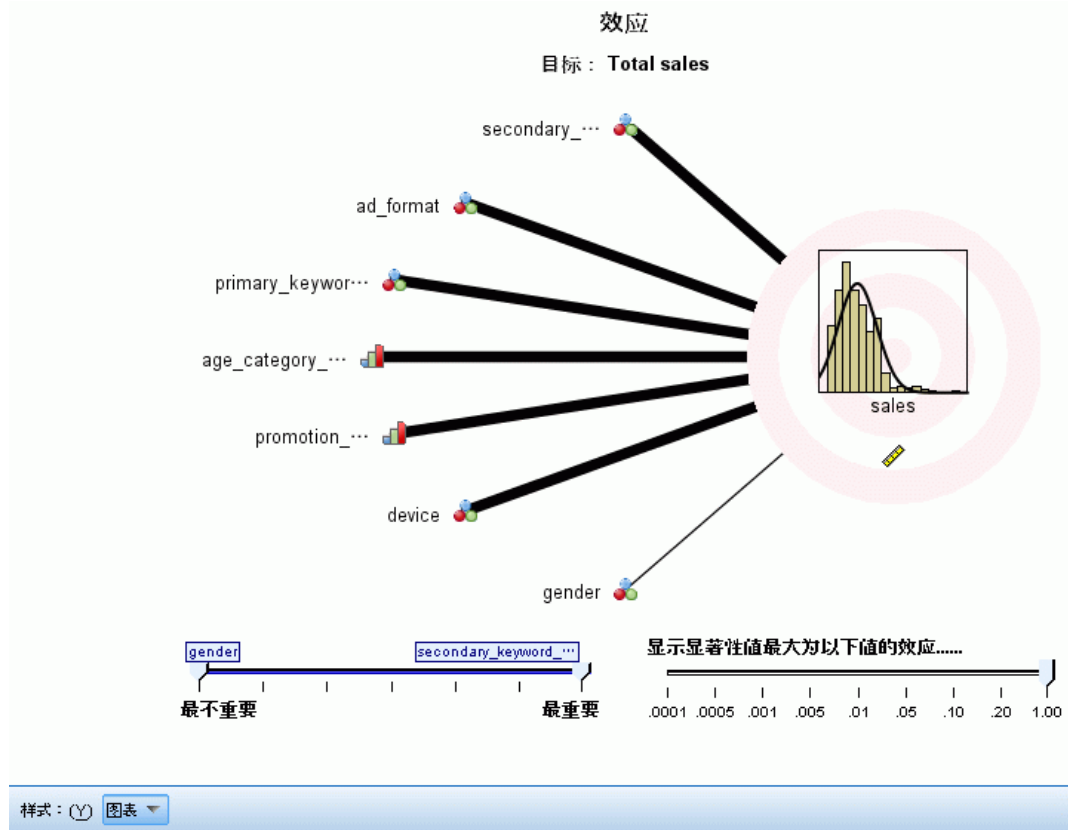 效应
目标： Total sales
secondary_…
ad_format
primary_keywor…
age_category_…
promotion_…
device
gender
sales
gender
secondary_keyword_…
最不重要
最重要
显示显著性值最大为以下值的效应......
.0001 .0005 .001 .005 .01 .05 .10 .20 1.00
样式：(Y) 图表